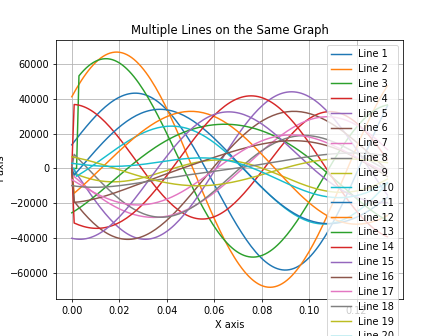 Multiple Lines on the Same Graph
60000
40000
20000
0
−20000
−40000
−60000
0.00
0.02
0.04
0.06
0.08
0.10
X axis
Line 1
Line 2
Line 3
Line 4
Line 5
Line 6
Line 7
Line 8
Line 9
Line 10
Line 11
Line 12
Line 13
Line 14
Line 15
Line 16
Line 17
Line 18
Line 19
Line 20